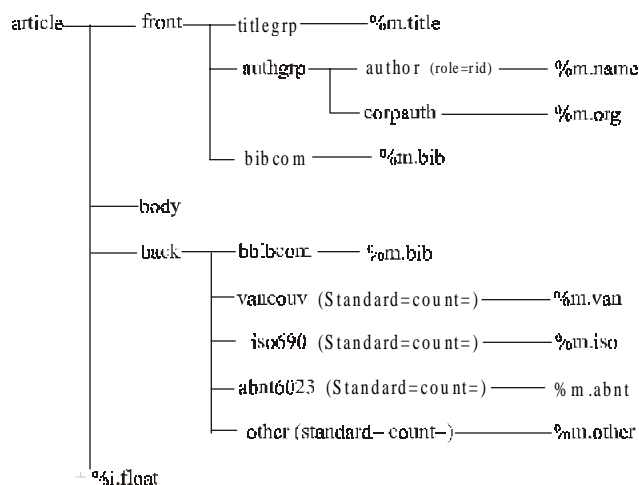 article front titlegrp %m.title
authgrp author (role=rid) %m.name
corpauth %m.org
bibcom %m.bib
body
back bbibcom %m.bib
vancouv (Standard=count=) %m.van
iso690 (Standard=count=) %m.iso
abnt6023 (Standard=count=) %m.abnt
other (standard=count=) %m.other
+ %i.float